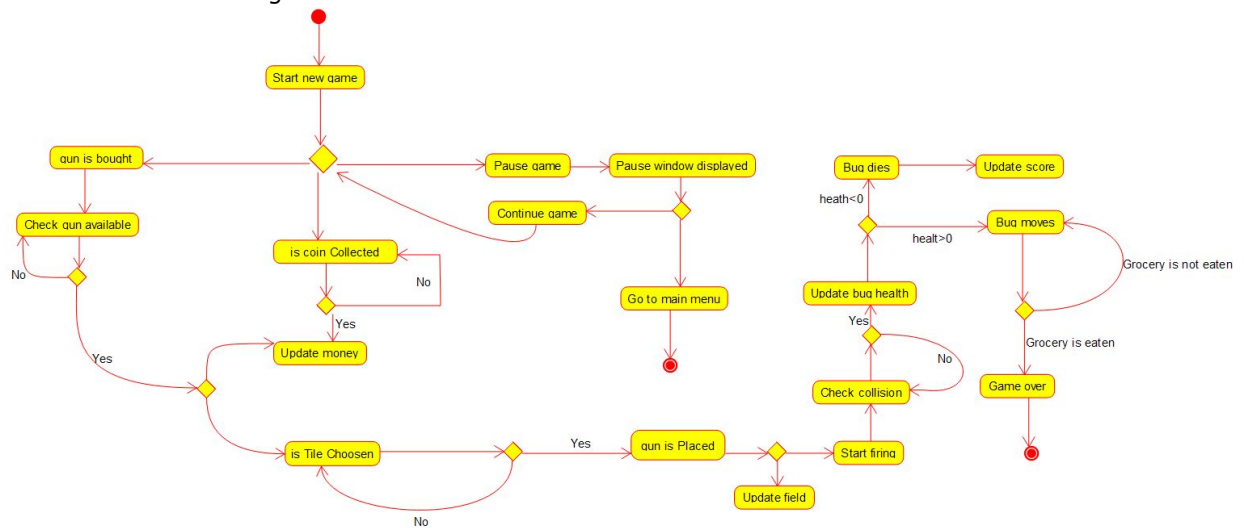 Start new game
gun is bought
Pause game
Pause window displayed
Bug dies
Update score
heath<0
Check gun available
Continue game
Bug moves
healt>0
is coin Collected
No
No
Grocery is not eaten
Go to main menu
Update bug health
Yes
Yes
Update money
Grocery is eaten
Yes
No
Check collision
Game over
is Tile Choosen
Yes
gun is Placed
Start firing
Update field
No